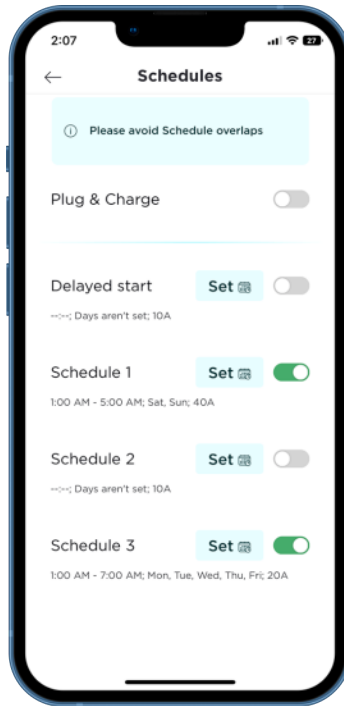 2:07
27
Schedules
Please avoid Schedule overlaps
Plug & Charge
Delayed start Set
--:--; Days aren't set; 10A
Schedule 1 Set
1:00 AM - 5:00 AM; Sat, Sun; 40A
Schedule 2 Set
--:--; Days aren't set; 10A
Schedule 3 Set
1:00 AM - 7:00 AM; Mon, Tue, Wed, Thu, Fri; 20A